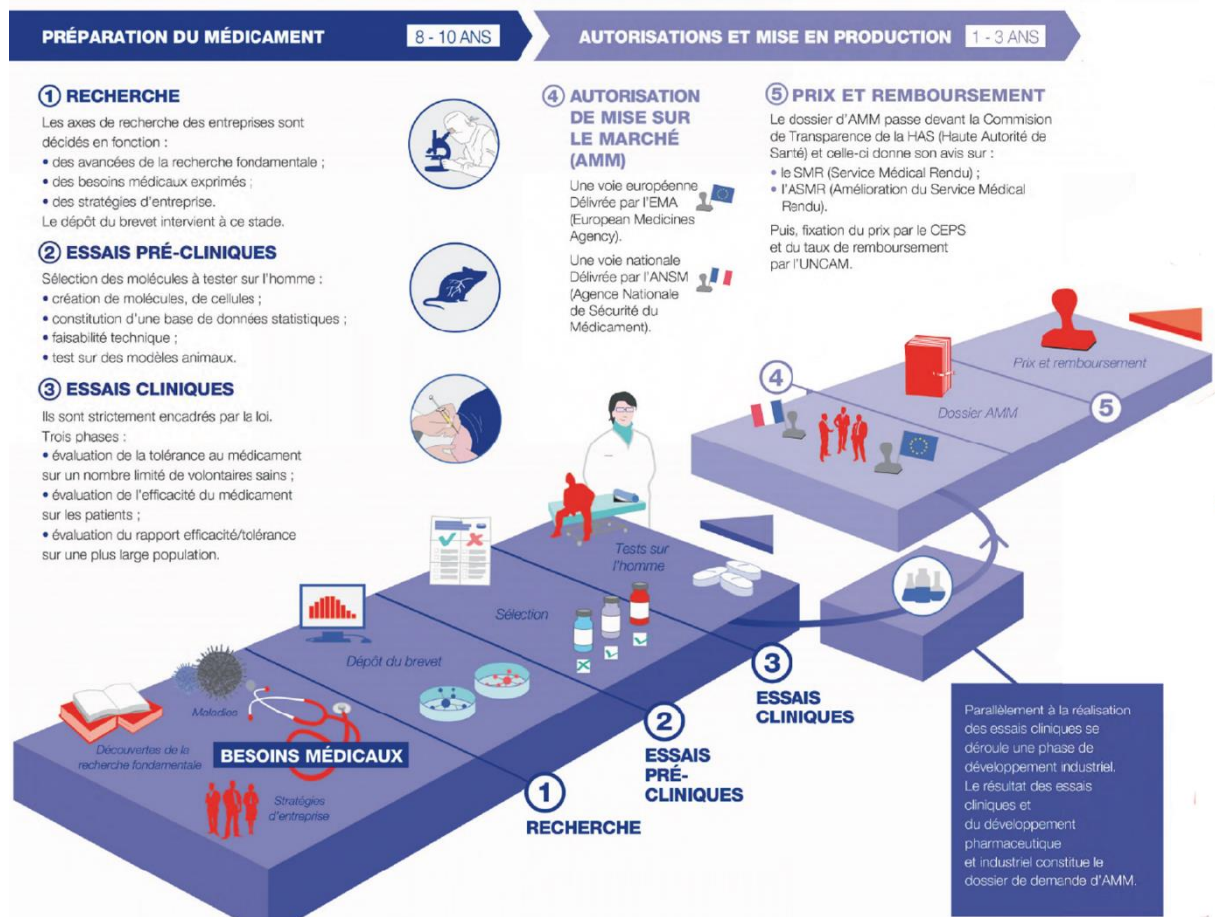 PRÉPARATION DU MÉDICAMENT
8 - 10 ANS
AUTORISATIONS ET MISE EN PRODUCTION
1 - 3 ANS
1 RECHERCHE
Les axes de recherche des entreprises sont
décidés en fonction :
• des avancées de la recherche fondamentale ;
• des besoins médicaux exprimés ;
• des stratégies d'entreprise.
Le dépôt du brevet intervient à ce stade.
2 ESSAIS PRÉ-CLINIQUES
Sélection des molécules à tester sur l'homme :
• création de molécules, de cellules ;
• constitution d'une base de données statistiques ;
• faisabilité technique ;
• test sur des modèles animaux.
3 ESSAIS CLINIQUES
Ils sont strictement encadrés par la loi.
Trois phases :
• évaluation de la tolérance au médicament
sur un nombre limité de volontaires sains ;
• évaluation de l'efficacité du médicament
sur les patients ;
• évaluation du rapport efficacité/tolérance
sur une plus large population.
4 AUTORISATION
DE MISE SUR
LE MARCHÉ
(AMM)
Une voie européenne
Délivrée par l'EMA
(European Medicines
Agency).
Une voie nationale
Délivrée par l'ANSM
(Agence Nationale
de Sécurité du
Médicament).
5 PRIX ET REMBOURSEMENT
Le dossier d'AMM passe devant la Commision
de Transparence de la HAS (Haute Autorité de
Santé) et celle-ci donne son avis sur :
• le SMR (Service Médical Rendu) ;
• l'ASMR (Amélioration du Service Médical
Rendu).
Puis, fixation du prix par le CEPS
et du taux de remboursement
par l'UNCAM.
Prix et remboursement
4
Dossier AMM
5
Tests sur
l'homme
Sélection
Dépôt du brevet
Maladies
Découvertes de la
recherche fondamentale
BESOINS MÉDICAUX
Stratégies
d'entreprise
3
ESSAIS
CLINIQUES
2
ESSAIS
PRÉ-
CLINIQUES
1
RECHERCHE
Parallèlement à la réalisation
des essais cliniques se
déroule une phase de
développement industriel.
Le résultat des essais
cliniques et
du développement
pharmaceutique
et industriel constitue le
dossier de demande d'AMM.